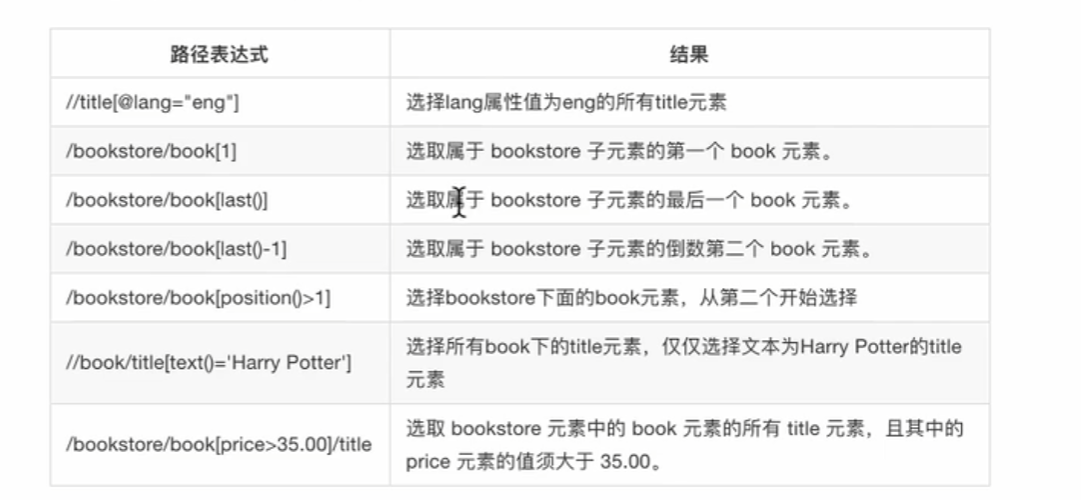 路径表达式 结果
//title[@lang="eng"] 选择lang属性值为eng的所有title元素
/bookstore/book[1] 选取属于 bookstore 子元素的第一个 book 元素。
/bookstore/book[last()] 选取属于 bookstore 子元素的最后一个 book 元素。
/bookstore/book[last()-1] 选取属于 bookstore 子元素的倒数第二个 book 元素。
/bookstore/book[position()>1] 选择bookstore下面的book元素，从第二个开始选择
//book/title[text()='Harry Potter'] 选择所有book下的title元素，仅仅选择文本为Harry Potter的title
元素
/bookstore/book[price>35.00]/title 选取 bookstore 元素中的 book 元素的所有 title 元素，且其中的
price 元素的值须大于 35.00。